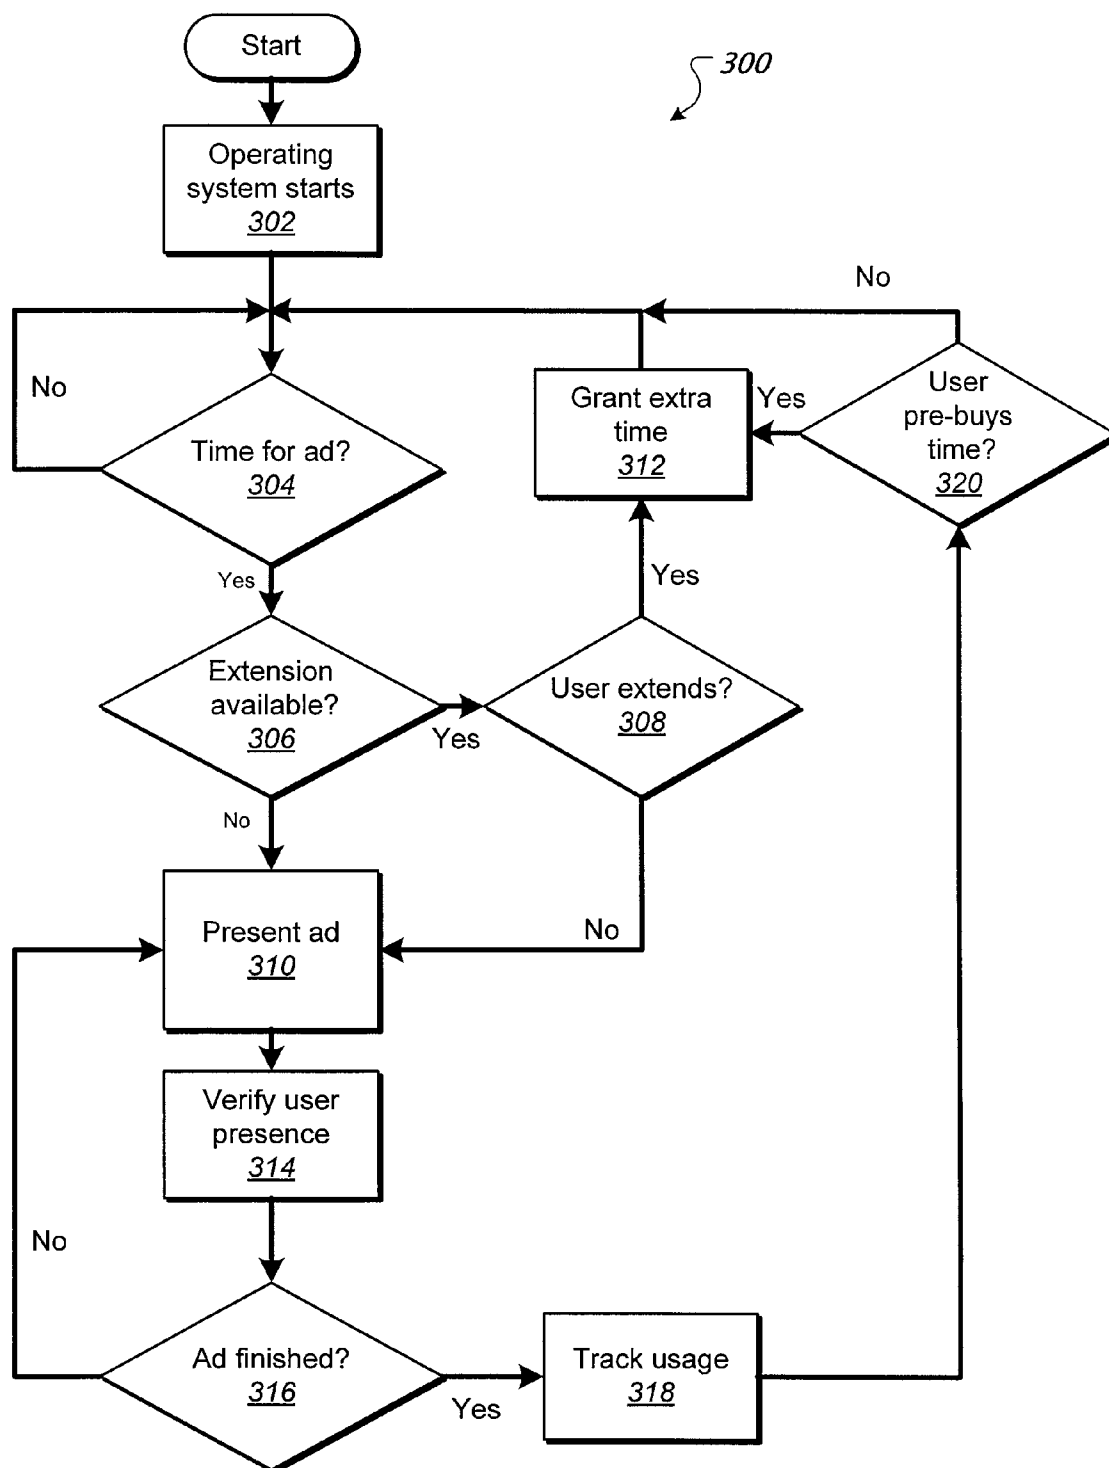 Start
300
Operating
system starts
302
No
No
Time for ad?
304
Grant extra
time
312
Yes
User
pre-buys
time?
320
Yes
Yes
Extension
available?
306
Yes
User extends?
308
No
Present ad
310
No
Verify user
presence
314
No
Ad finished?
316
Yes
Track usage
318